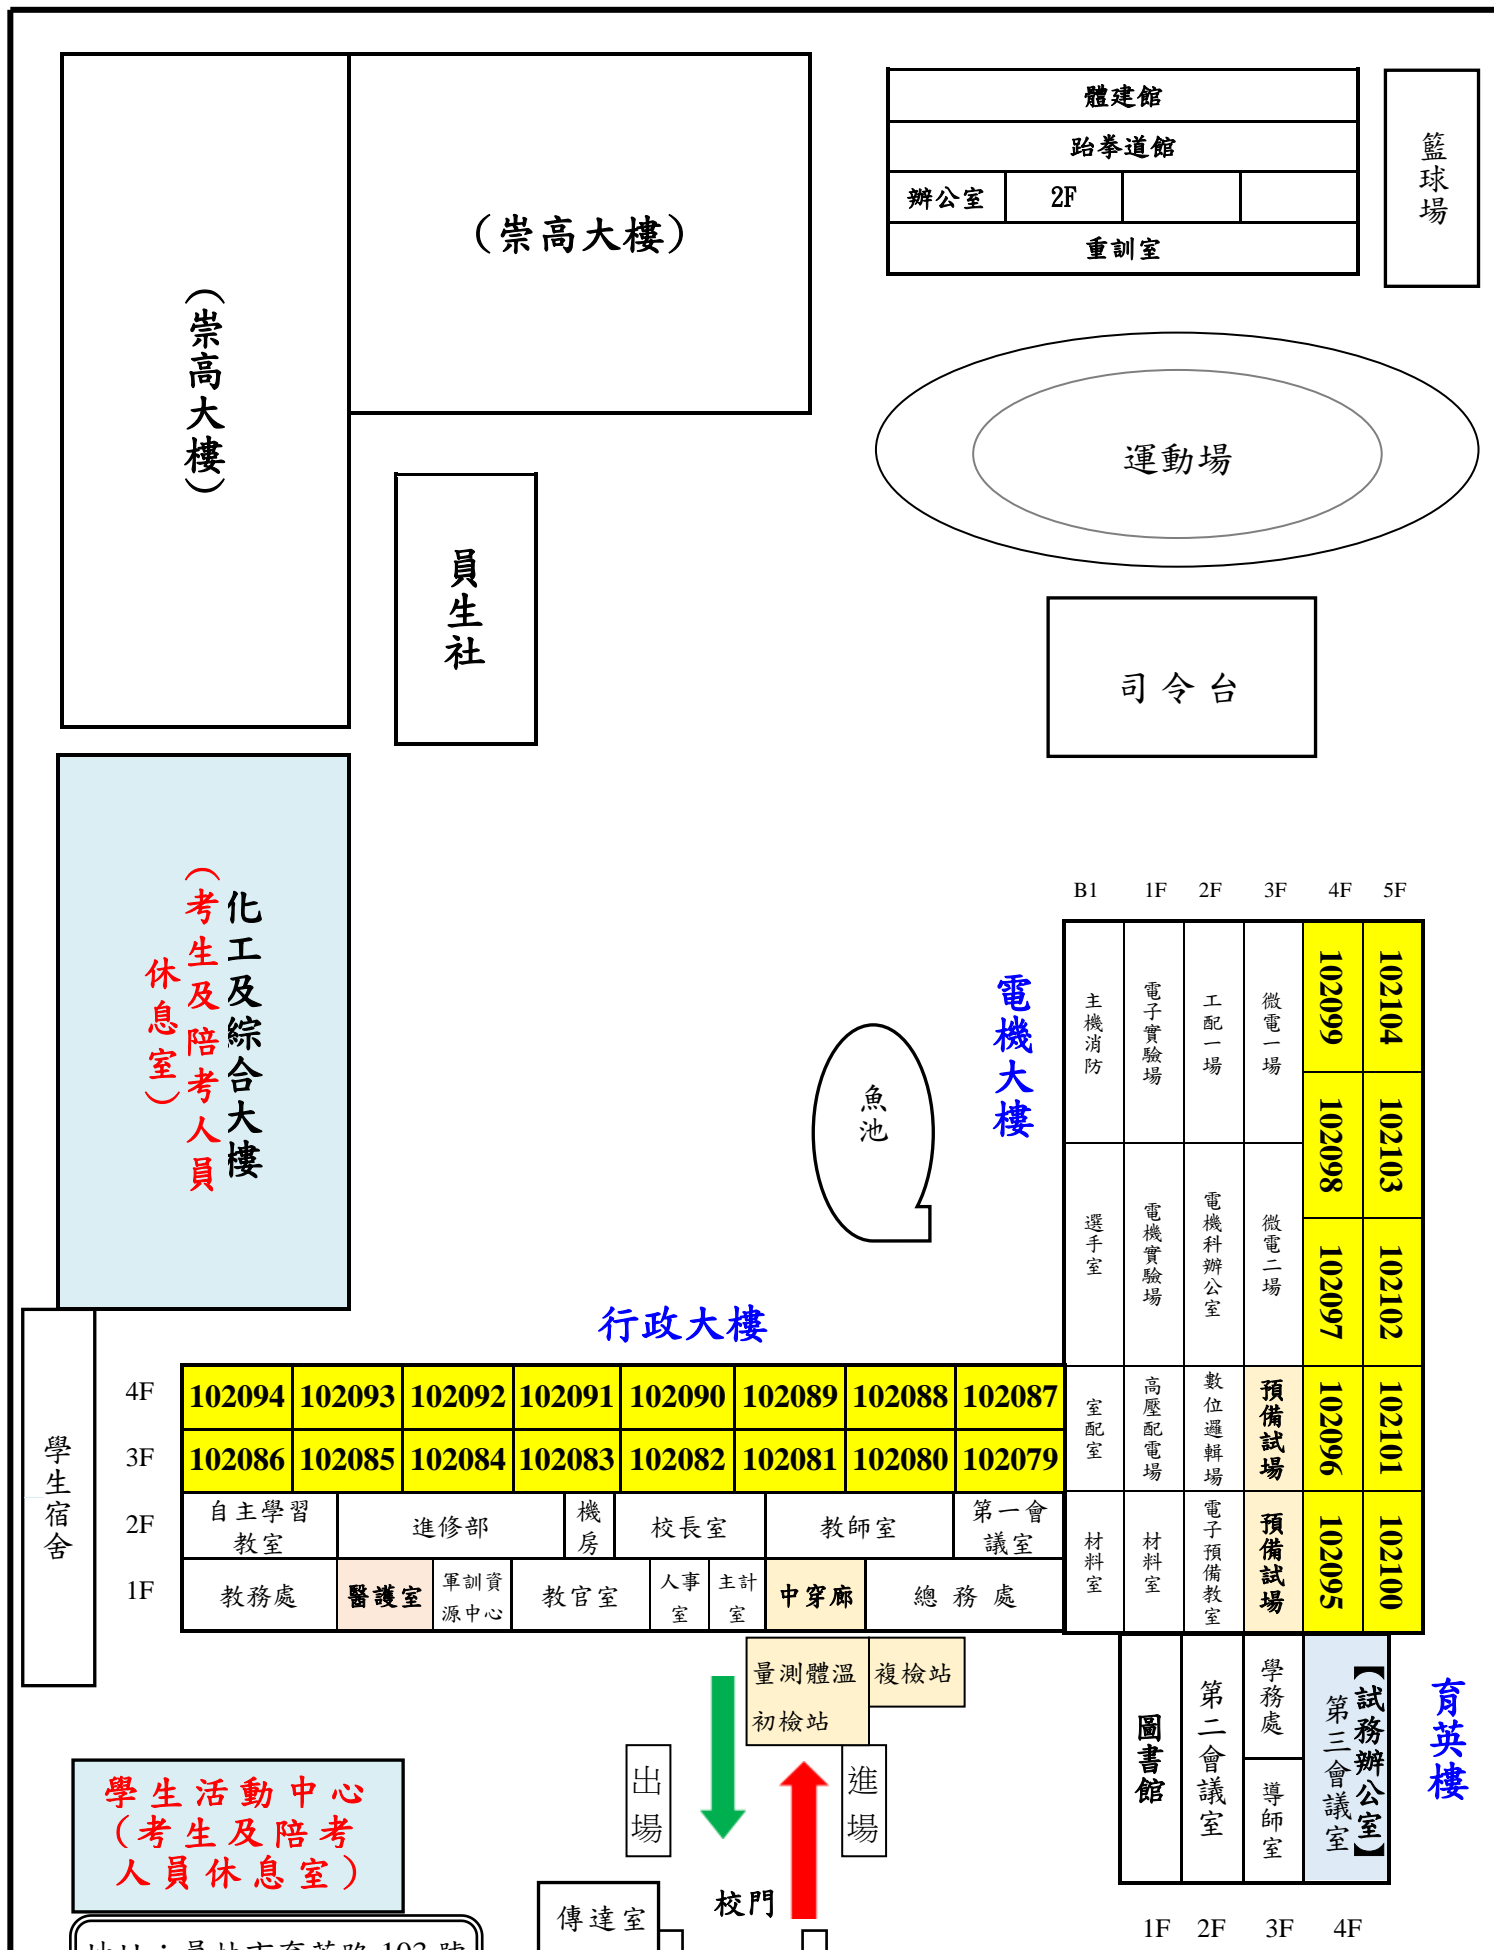 (崇高大樓)
(崇高大樓)
體建館
跆拳道館
辦公室 2F
重訓室
籃球場
運動場
員生社
司令台
化工及綜合大樓
(考生及陪考人員
休息室)
魚池
電機大樓
B1 1F 2F 3F 4F 5F
主機消防 電子實驗場 工配一場 微電一場 102099 102104
102098 102103
選手室 電機實驗場 電機科辦公室 微電二場 102097 102102
室配室 高壓配電場 數位邏輯場 預備試場 102096 102101
材料室 材料室 電子預備教室 預備試場 102095 102100
行政大樓
4F 102094 102093 102092 102091 102090 102089 102088 102087
3F 102086 102085 102084 102083 102082 102081 102080 102079
2F 自主學習教室 進修部 機房 校長室 教師室 第一會議室
1F 教務處 醫護室 軍訓資源中心 教官室 人事室 主計室 中穿廊 總務處
學生宿舍
量測體溫
初檢站
複檢站
出場
進場
校門
傳達室
圖書館 第二會議室 學務處 導師室 第三會議室 【試務辦公室】
育英樓
1F 2F 3F 4F
學生活動中心
(考生及陪考
人員休息室)